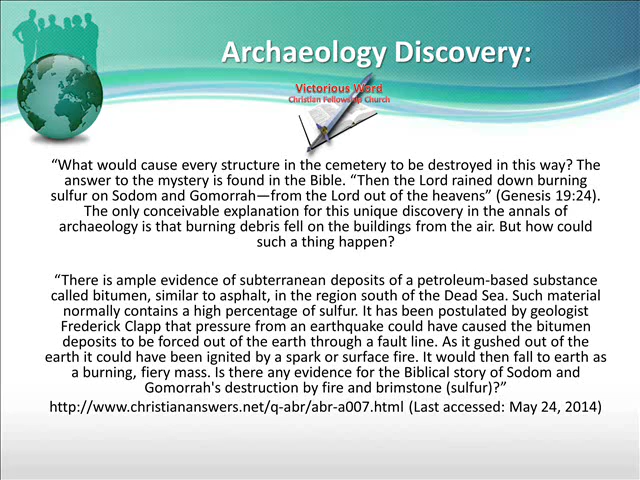 Archaeology Discovery:
Victorious Word
Christian Fellowship Church
“What would cause every structure in the cemetery to be destroyed in this way? The
answer to the mystery is found in the Bible. “Then the Lord rained down burning
sulfur on Sodom and Gomorrah—from the Lord out of the heavens” (Genesis 19:24).
The only conceivable explanation for this unique discovery in the annals of
archaeology is that burning debris fell on the buildings from the air. But how could
such a thing happen?
“There is ample evidence of subterranean deposits of a petroleum-based substance
called bitumen, similar to asphalt, in the region south of the Dead Sea. Such material
normally contains a high percentage of sulfur. It has been postulated by geologist
Frederick Clapp that pressure from an earthquake could have caused the bitumen
deposits to be forced out of the earth through a fault line. As it gushed out of the
earth it could have been ignited by a spark or surface fire. It would then fall to earth as
a burning, fiery mass. Is there any evidence for the Biblical story of Sodom and
Gomorrah's destruction by fire and brimstone (sulfur)?”
http://www.christiananswers.net/q-abr/abr-a007.html (Last accessed: May 24, 2014)